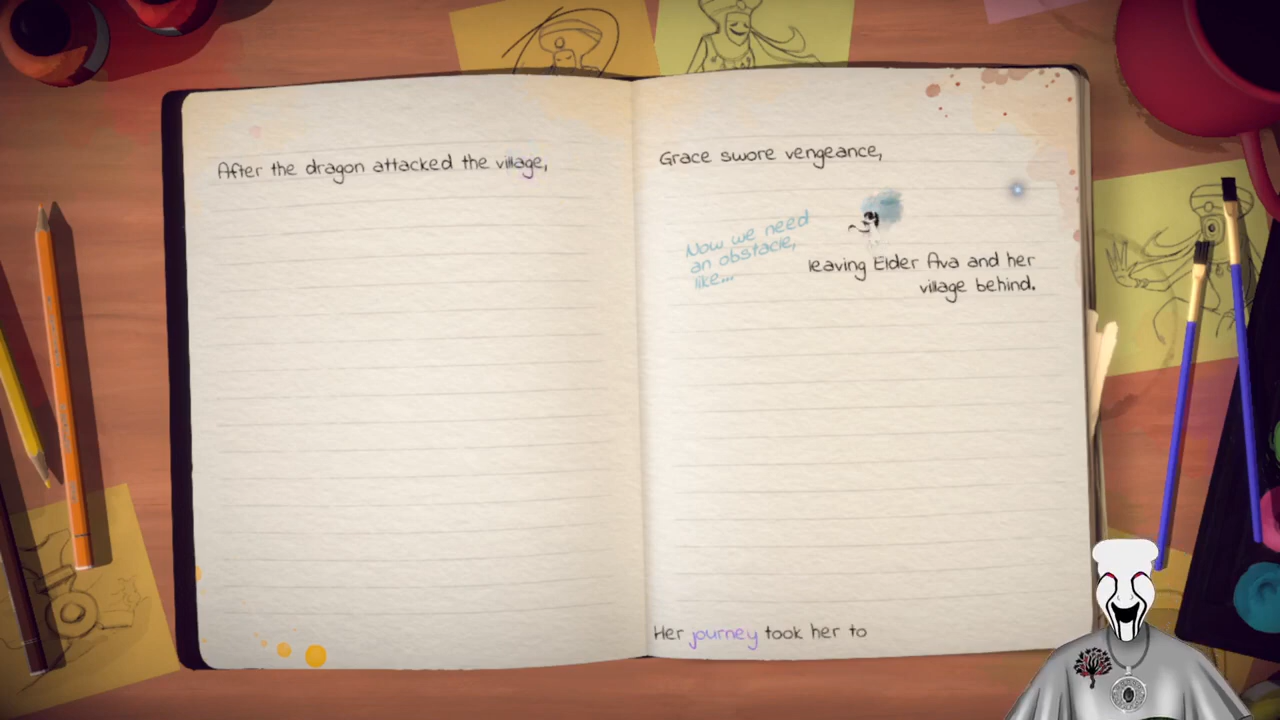 After the dragon attacked the village,
Grace swore vengeance,
Now we need
an obstacle,
like...
leaving Elder Ava and her
village behind.
Her journey took her to